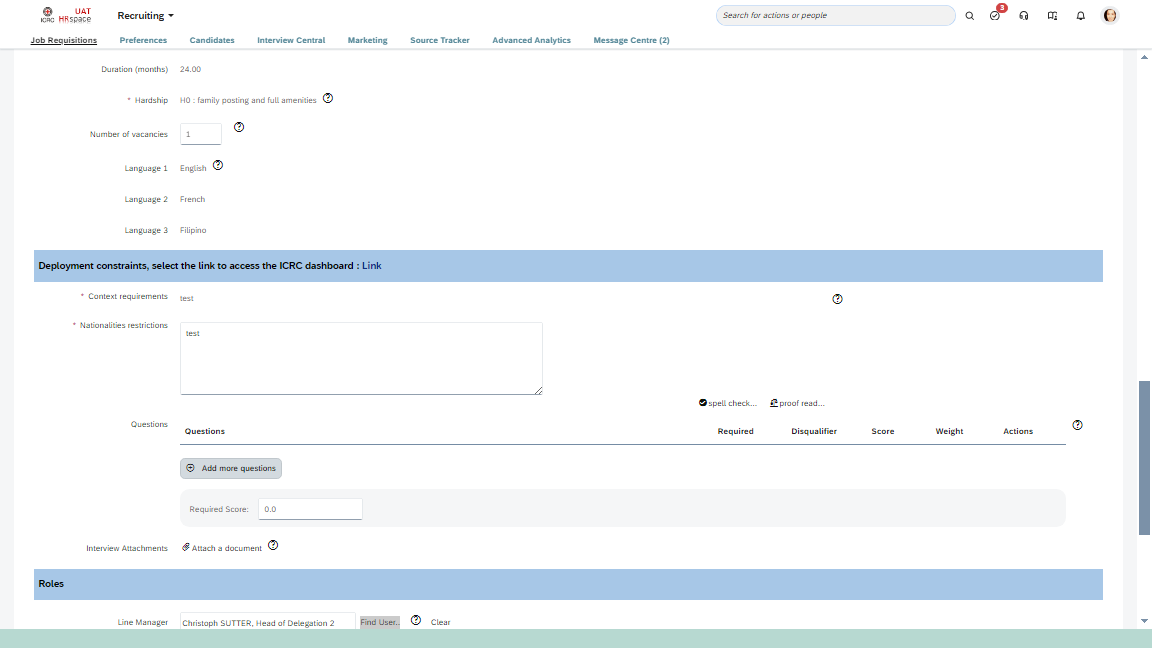 ICRC UAT HRspace
Recruiting
Search for actions or people
3
Job Requisitions Preferences Candidates Interview Central Marketing Source Tracker Advanced Analytics Message Centre (2)
Duration (months) 24.00
* Hardship H0 : family posting and full amenities
Number of vacancies 1
Language 1 English
Language 2 French
Language 3 Filipino
Deployment constraints, select the link to access the ICRC dashboard : Link
* Context requirements test
* Nationalities restrictions test
spell check... proof read...
Questions
Questions Required Disqualifier Score Weight Actions
Add more questions
Required Score: 0.0
Interview Attachments Attach a document
Roles
Line Manager Christoph SUTTER, Head of Delegation 2 Find User.. Clear